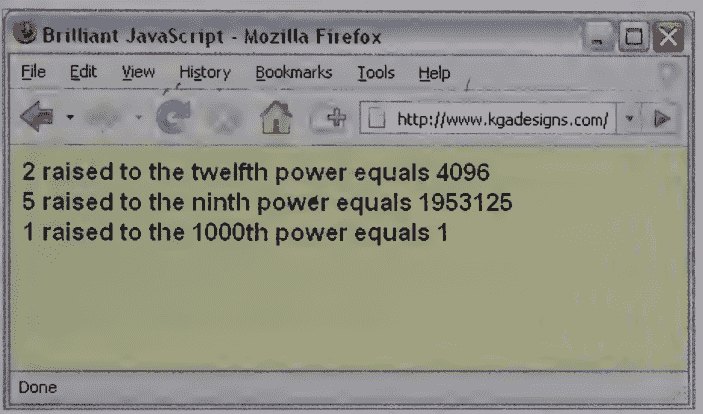 Brilliant JavaScript - Mozilla Firefox
File Edit View History Bookmarks Tools Help
http://www.kgadesigns.com/
2 raised to the twelfth power equals 4096
5 raised to the ninth power equals 1953125
1 raised to the 1000th power equals 1
Done